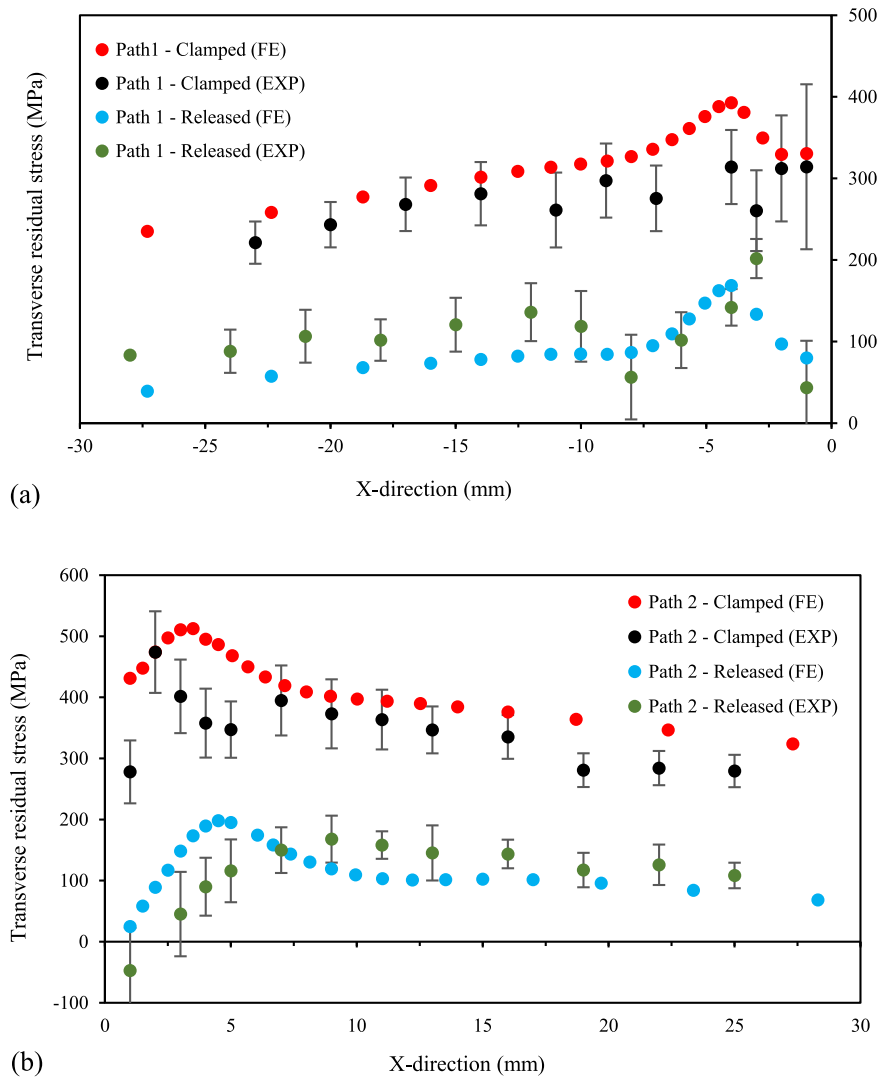 500
400
300
200
100
0
Transverse residual stress (MPa)
Path1 - Clamped (FE)
Path 1 - Clamped (EXP)
Path 1 - Released (FE)
Path 1 - Released (EXP)
-30 -25 -20 -15 -10 -5 0
X-direction (mm)
(a)
600
500
400
300
200
100
0
-100
Transverse residual stress (MPa)
Path 2 - Clamped (FE)
Path 2 - Clamped (EXP)
Path 2 - Released (FE)
Path 2 - Released (EXP)
0 5 10 15 20 25 30
X-direction (mm)
(b)